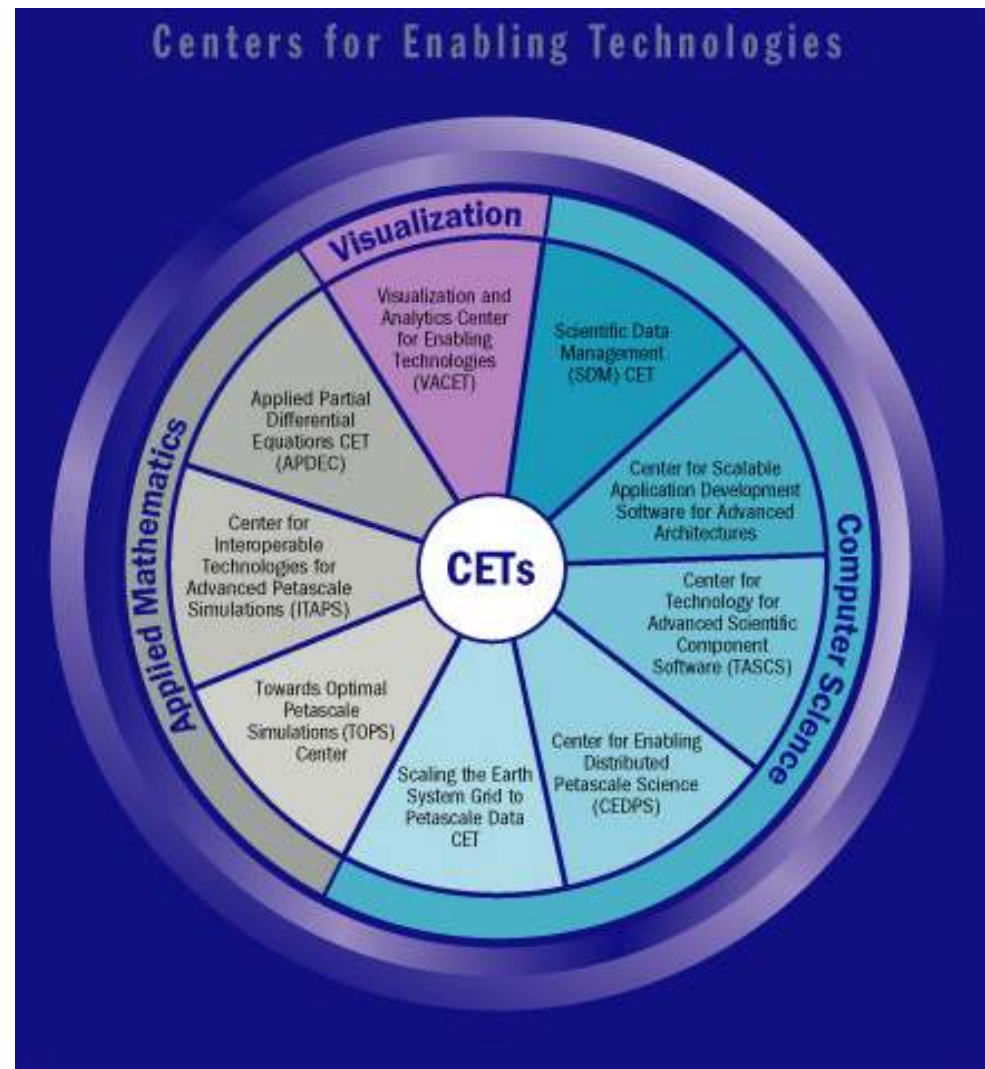 Centers for Enabling Technologies
Visualization
Visualization and
Analytics Center
for Enabling
Technologies
(VACET)
Scientific Data
Management
(SDM) CET
Center for Scalable
Application Development
Software for Advanced
Architectures
Center for
Technology for
Advanced Scientific
Component
Software (TASCS)
Center for Enabling
Distributed
Petascale Science
(CEDPS)
Scaling the Earth
System Grid to
Petascale Data
CET
Computer Science
Towards Optimal
Petascale
Simulations (TOPS)
Center
Center for
Interoperable
Technologies for
Advanced Petascale
Simulations (ITAPS)
Applied Partial
Differential
Equations CET
(APDEC)
Applied Mathematics
CETs